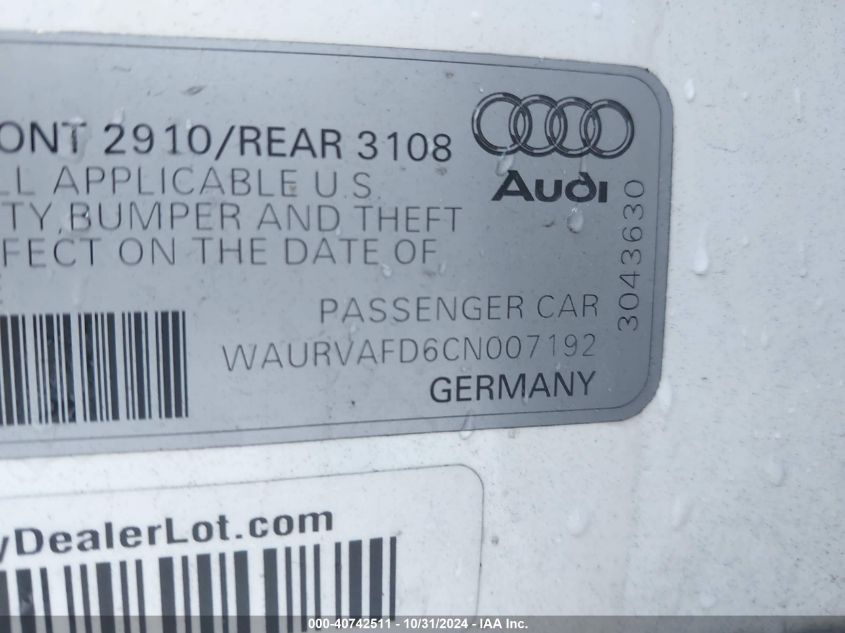 ONT 2910/REAR 3108
LL APPLICABLE U.S.
TY, BUMPER AND THEFT
FECT ON THE DATE OF
Audi
3043630
PASSENGER CAR
WAURVAFD6CN007192
GERMANY
yDealerLot.com
000-40742511 - 10/31/2024 - IAA Inc.